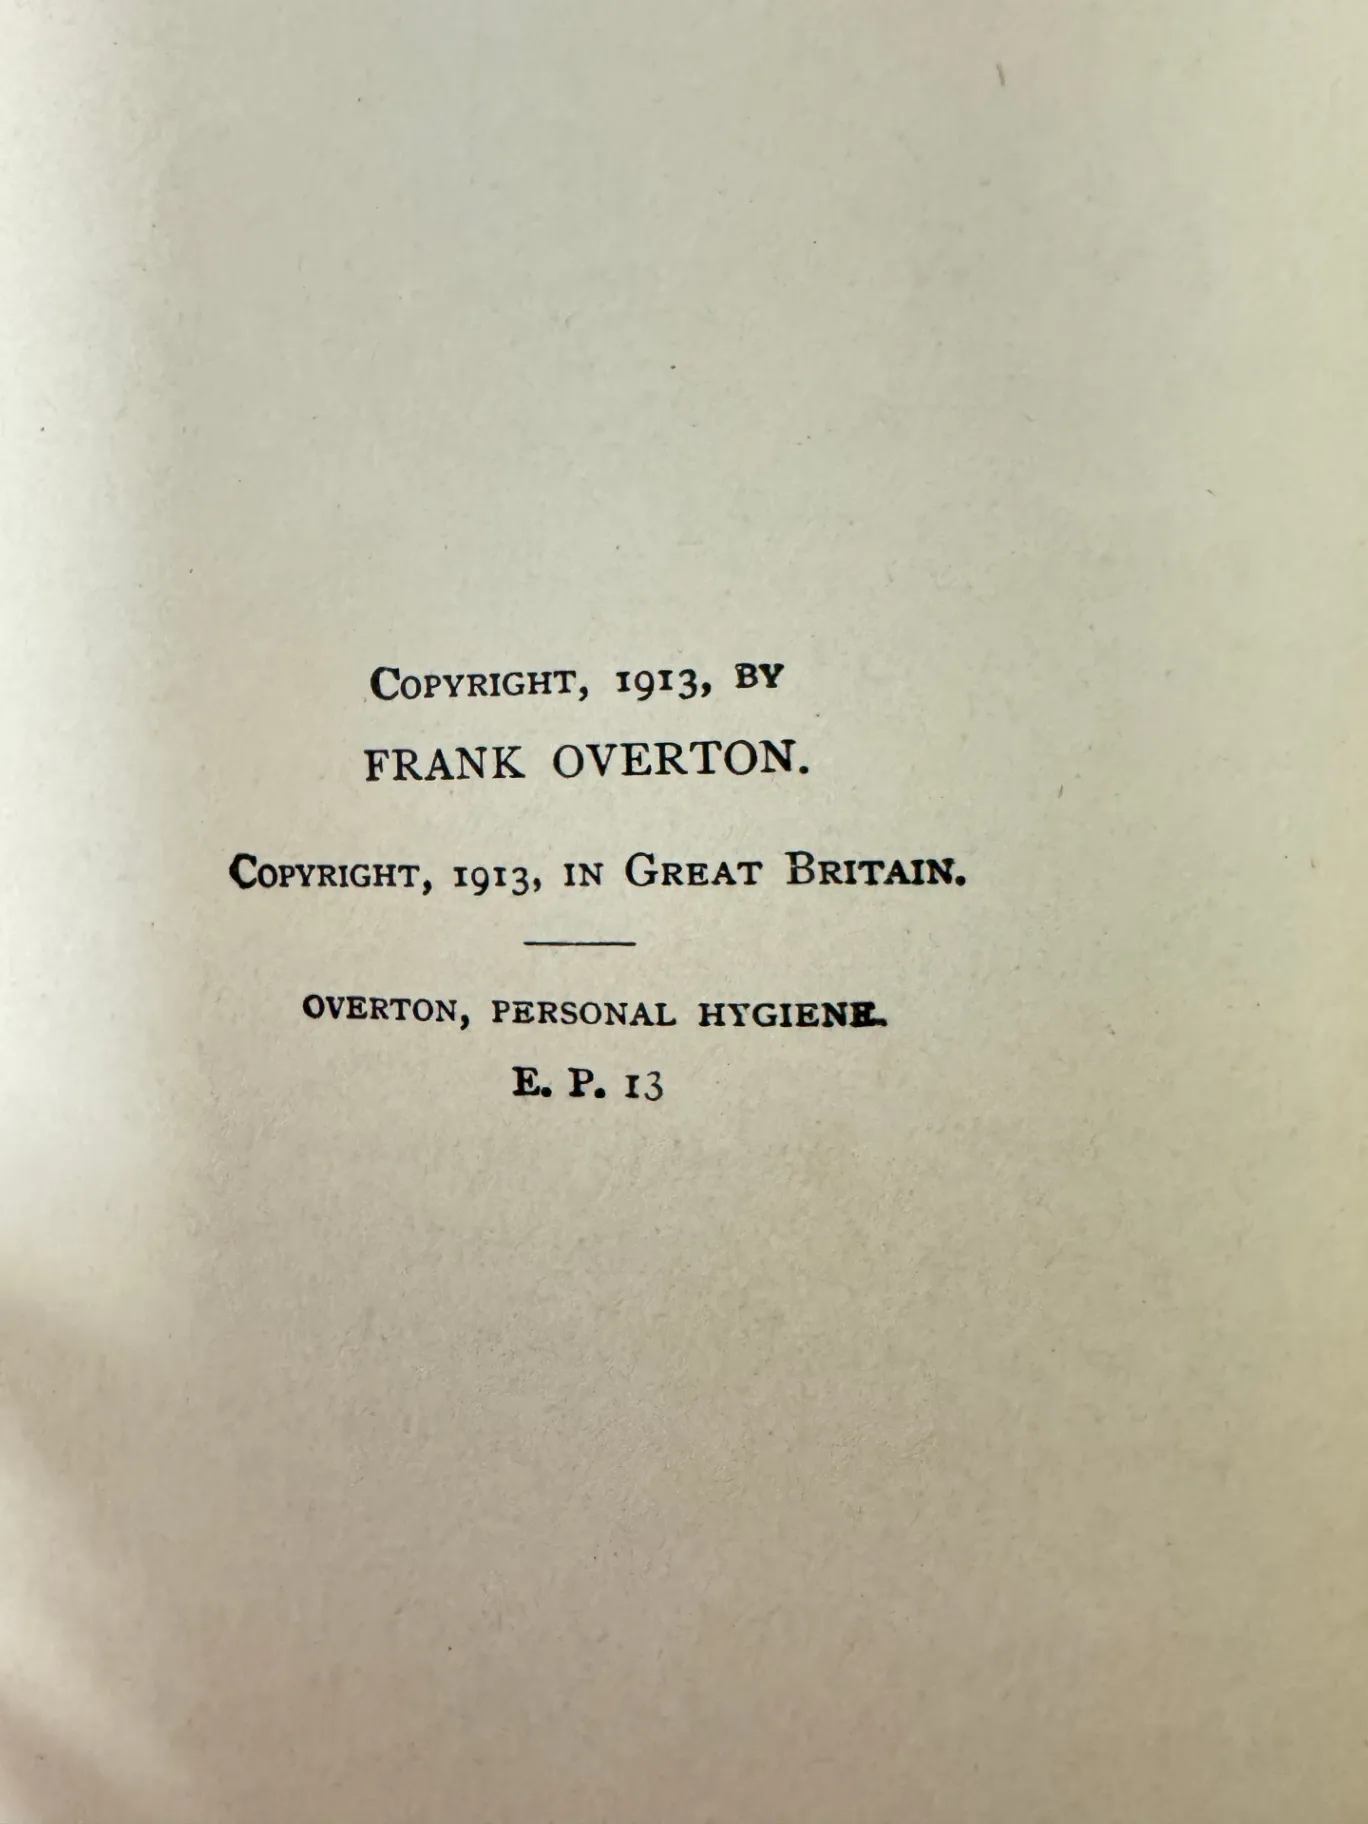 Copyright, 1913, by
FRANK OVERTON.
Copyright, 1913, in Great Britain.
OVERTON, PERSONAL HYGIENE.
E. P. 13